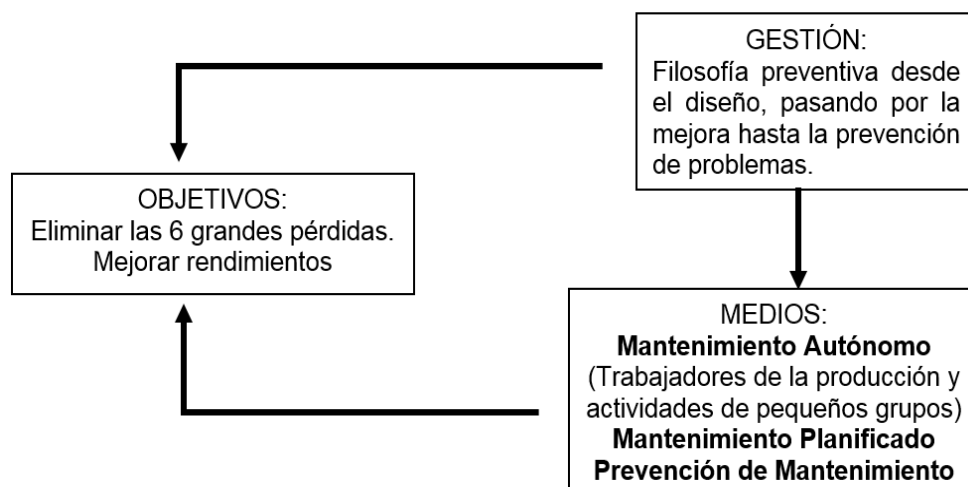 GESTIÓN:
Filosofía preventiva desde
el diseño, pasando por la
mejora hasta la prevención
de problemas.
OBJETIVOS:
Eliminar las 6 grandes pérdidas.
Mejorar rendimientos
MEDIOS:
Mantenimiento Autónomo
(Trabajadores de la producción y
actividades de pequeños grupos)
Mantenimiento Planificado
Prevención de Mantenimiento